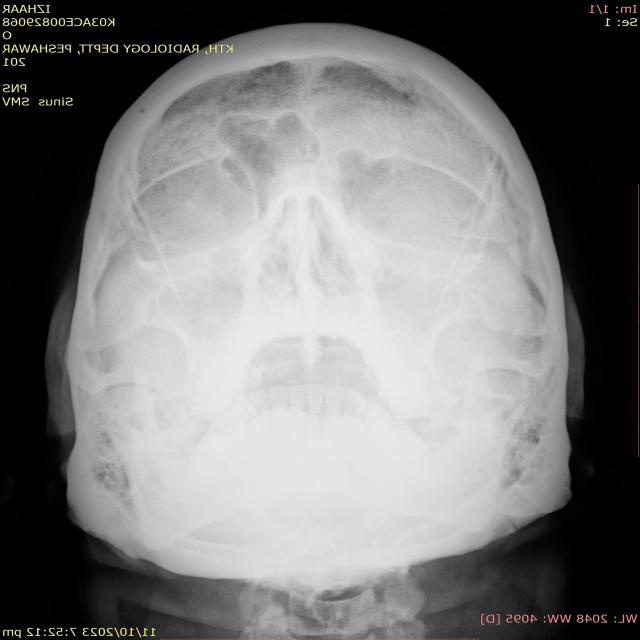 IZHAAR
K03ACE00829068
O
KTH, RADIOLOGY DEPTT, PESHAWAR
201
PNS
Sinus SMV
Im: 1/1
Se: 1
WL: 2048 WW: 4095 [D]
11/10/2023 7:52:12 pm